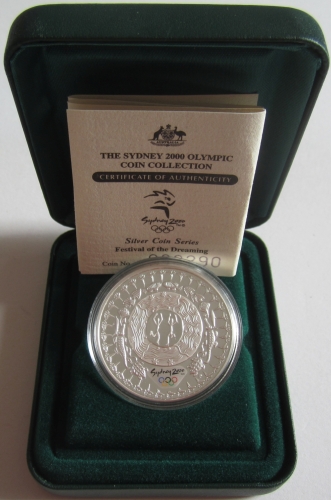 THE SYDNEY 2000 OLYMPIC
COIN COLLECTION
CERTIFICATE OF AUTHENTICITY
Sydney 2000
Silver Coin Series
Festival of the Dreaming
Coin No.
Sydney 2000